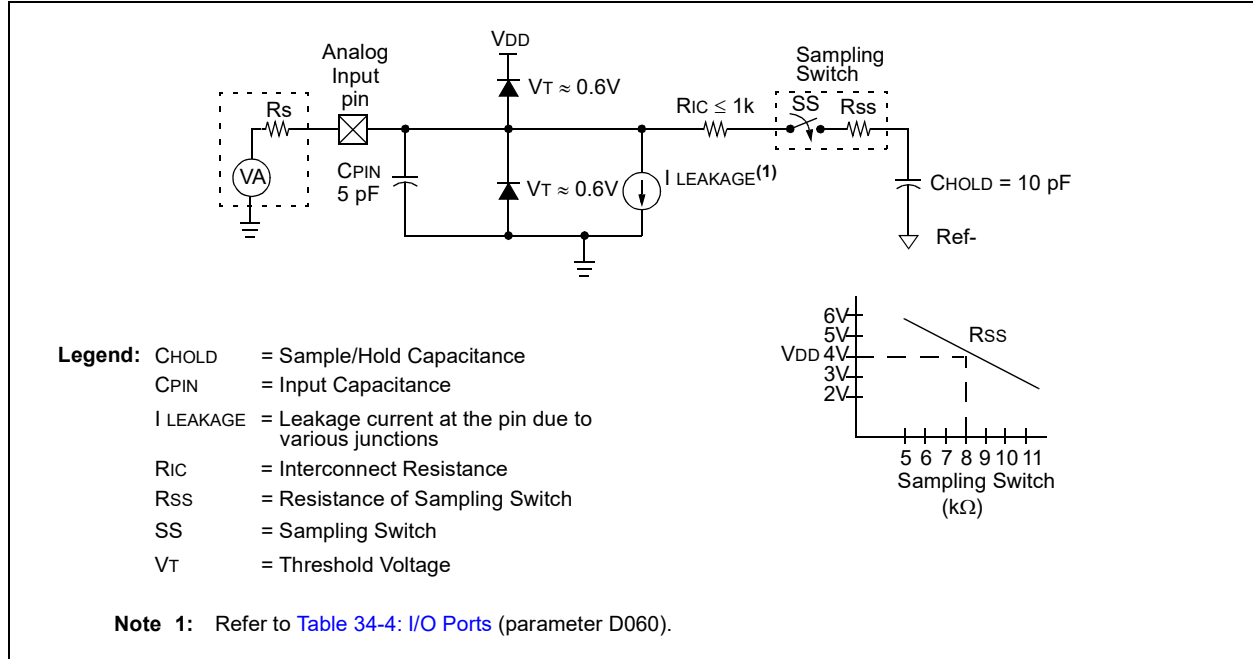 VDD
Analog
Input
pin
Sampling
Switch
VT ≈ 0.6V
RIC ≤ 1k
SS
RSS
Rs
VA
CPIN
5 pF
VT ≈ 0.6V
I LEAKAGE(1)
CHOLD = 10 pF
Ref-
Legend: CHOLD = Sample/Hold Capacitance
CPIN = Input Capacitance
I LEAKAGE = Leakage current at the pin due to
various junctions
RIC = Interconnect Resistance
RSS = Resistance of Sampling Switch
SS = Sampling Switch
VT = Threshold Voltage
6V
5V
VDD 4V
3V
2V
RSS
5 6 7 8 9 10 11
Sampling Switch
(kΩ)
Note 1: Refer to Table 34-4: I/O Ports (parameter D060).